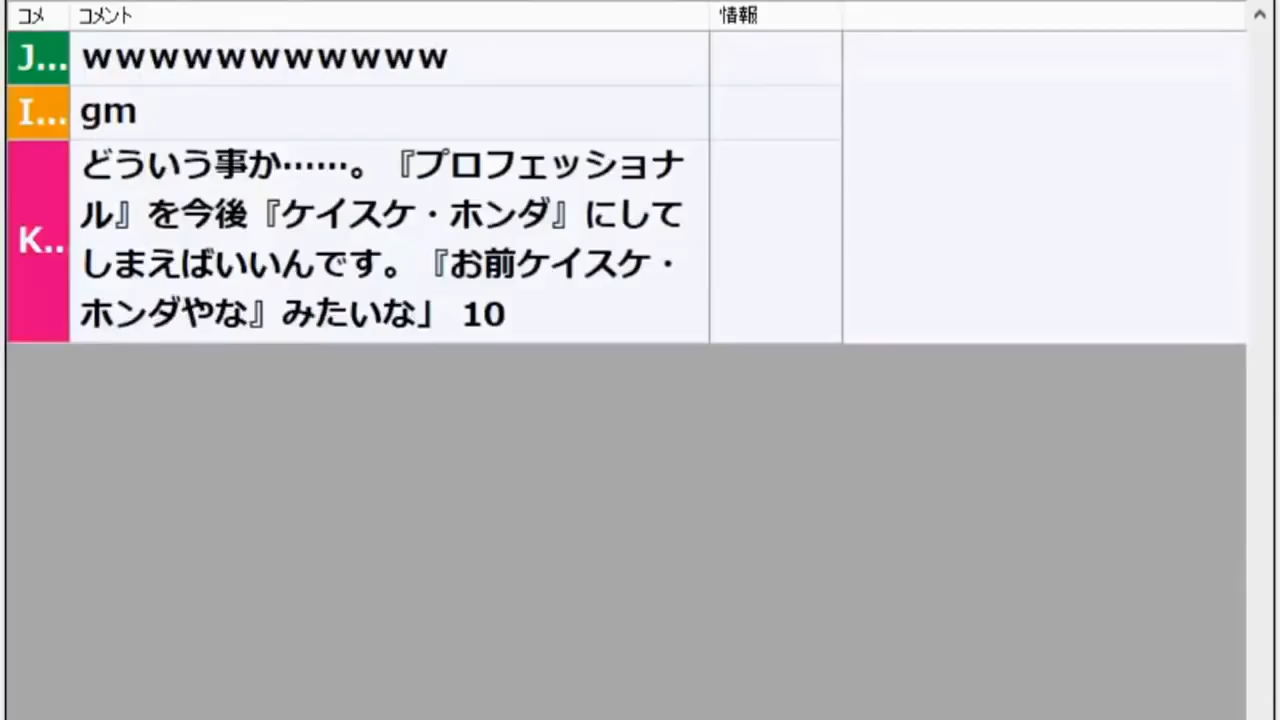 コメ コメント 情報
J... wwwwwwwwwww
I... gm
K.. どういう事か……。『プロフェッショナ
ル』を今後『ケイスケ・ホンダ』にして
しまえばいいんです。『お前ケイスケ・
ホンダやな』みたいな」 10